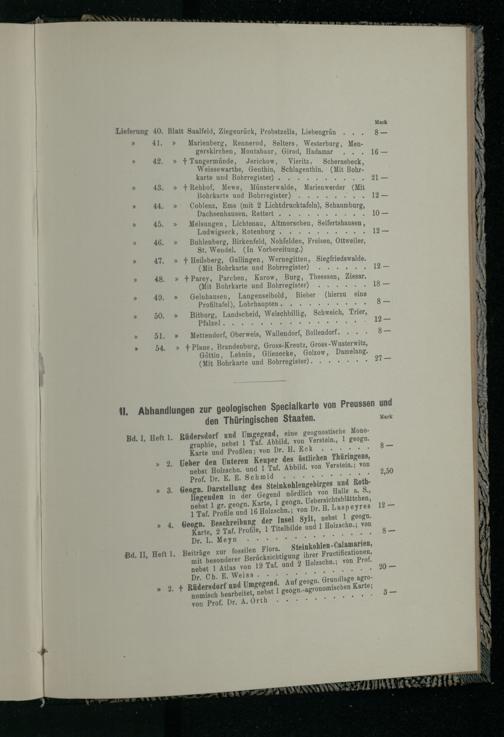 Mark
Lieferung 40. Blatt Saalfeld, Ziegenrück, Probstzella, Liebengrün . . . 8 —
» 41. » Marienberg, Rennerod, Selters, Westerburg, Men-
gerskirchen, Montabaur, Girod, Hadamar . . . 16 —
» 42. » † Tangermünde, Jerichow, Vieritz, Schernebeck,
Weissewarthe, Genthin, Schlagenthin. (Mit Bohr-
karte und Bohrregister) . . . . . . . . . . 21 —
» 43. » † Rehhof, Mewe, Münsterwalde, Marienwerder (Mit
Bohrkarte und Bohrregister) . . . . . . . . 12 —
» 44. » Coblenz, Ems (mit 2 Lichtdrucktafeln), Schaumburg,
Dachsenhausen, Rettert . . . . . . . . . . 10 —
» 45. » Melsungen, Lichtenau, Altmorschen, Seifertshausen,
Ludwigseck, Rotenburg . . . . . . . . . . 12 —
» 46. » Buhlenberg, Birkenfeld, Nohfelden, Freisen, Ottweiler,
St. Wendel. (In Vorbereitung.)
» 47. » † Heilsberg, Gallingen, Wernegitten, Siegfriedswalde.
(Mit Bohrkarte und Bohrregister) . . . . . . 12 —
» 48. » † Parey, Parchen, Karow, Burg, Theessen, Ziesar.
(Mit Bohrkarte und Bohrregister) . . . . . . 18 —
» 49. » Gelnhausen, Langenselbold, Bieber (hierzu eine
Profiltafel), Lohrhaupten . . . . . . . . . . 8 —
» 50. » Bitburg, Landscheid, Welschbillig, Schweich, Trier,
Pfalzel . . . . . . . . . . . . . . . . . 12 —
» 51. » Mettendorf, Oberweis, Wallendorf, Bollendorf. . . . 8 —
» 54. » † Plaue, Brandenburg, Gross-Kreutz, Gross-Wusterwitz,
Göttin, Lehnin, Glienecke, Golzow, Damelang.
(Mit Bohrkarte und Bohrregister) . . . . . . . 27 —
II. Abhandlungen zur geologischen Specialkarte von Preussen und
den Thüringischen Staaten.
Mark
Bd. I, Heft 1. Rüdersdorf und Umgegend, eine geognostische Mono-
graphie, nebst 1 Taf. Abbild. von Verstein., 1 geogn.
Karte und Profilen; von Dr. H. Eck . . . . . . 8 —
» 2. Ueber den Unteren Keuper des östlichen Thüringens,
nebst Holzschn. und 1 Taf. Abbild. von Verstein.; von
Prof. Dr. E. E. Schmid . . . . . . . . . . 2,50
» 3. Geogn. Darstellung des Steinkohlengebirges und Roth-
liegenden in der Gegend nördlich von Halle a. S.,
nebst 1 gr. geogn. Karte, 1 geogn. Uebersichtsblättchen,
1 Taf. Profile und 16 Holzschn.; von Dr. H. Laspeyres 12 —
» 4. Geogn. Beschreibung der Insel Sylt, nebst 1 geogn.
Karte, 2 Taf. Profile, 1 Titelbilde und 1 Holzschn.; von
Dr. L. Meyn . . . . . . . . . . . . . . 8 —
Bd. II, Heft 1. Beiträge zur fossilen Flora. Steinkohlen-Calamarien,
mit besonderer Berücksichtigung ihrer Fructificationen,
nebst 1 Atlas von 19 Taf. und 2 Holzschn.; von Prof.
Dr. Ch. E. Weiss . . . . . . . . . . . . . 20 —
» 2. † Rüdersdorf und Umgegend. Auf geogn. Grundlage agro-
nomisch bearbeitet, nebst 1 geogn.-agronomischen Karte;
von Prof. Dr. A. Orth . . . . . . . . . . 3 —